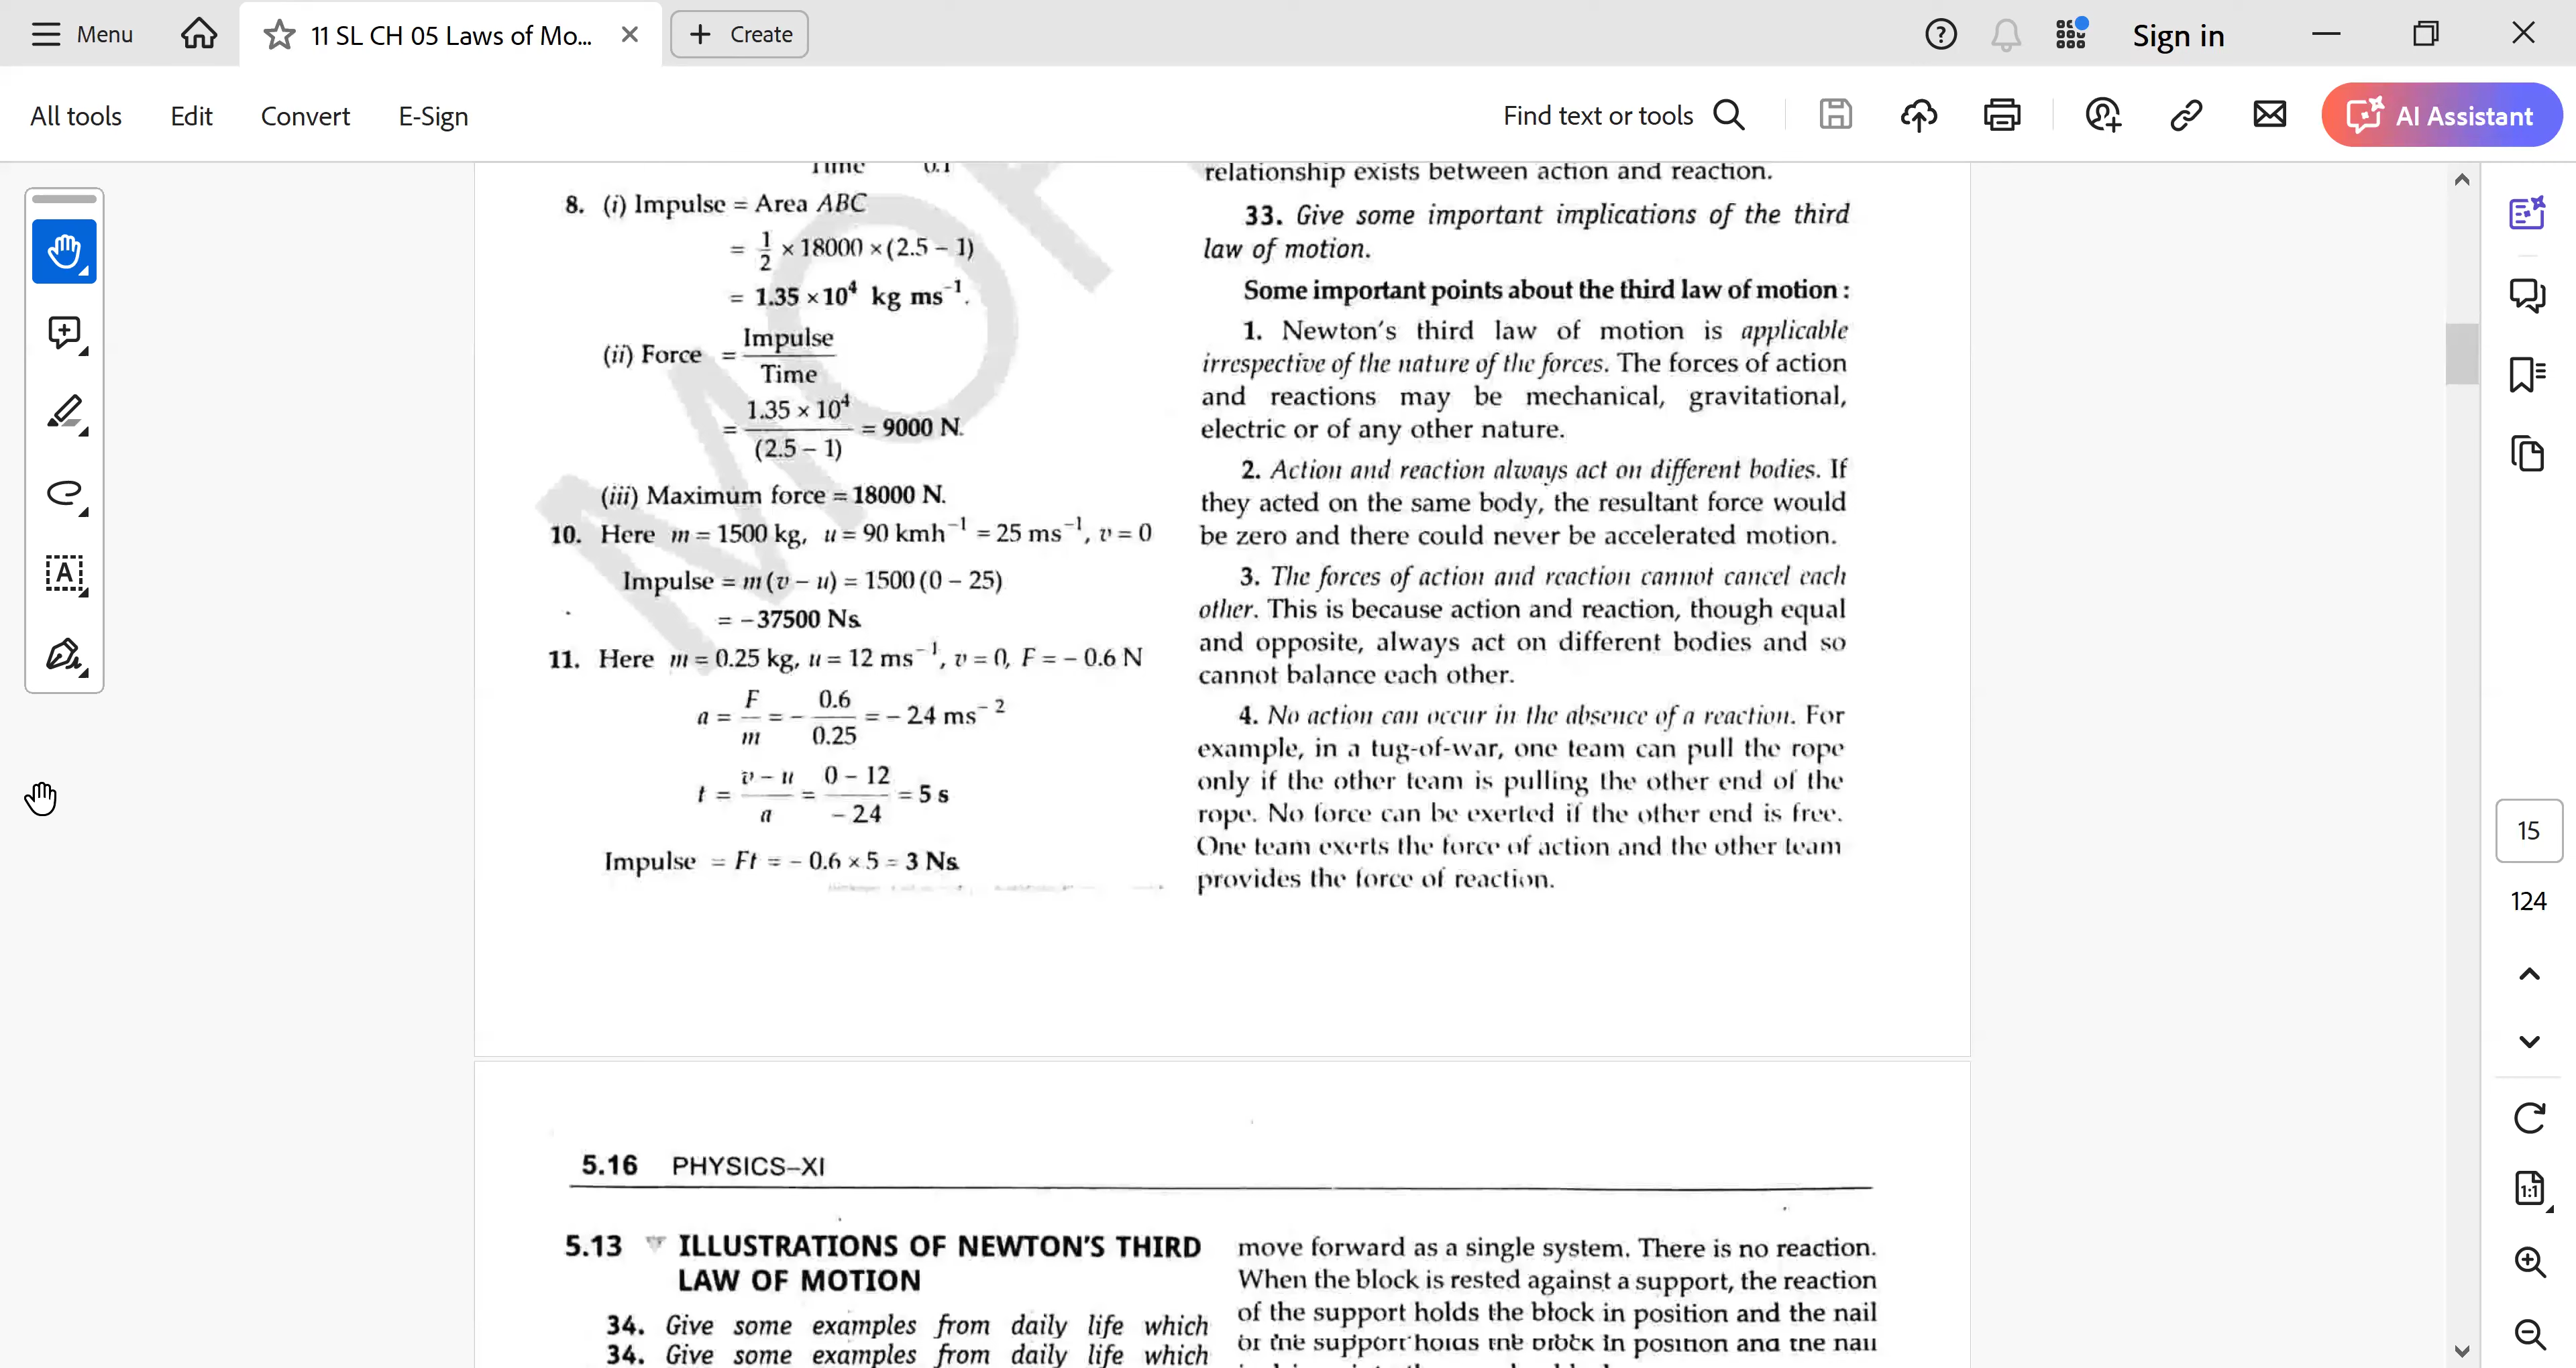 Menu
11 SL CH 05 Laws of Mo...
Create
Sign in
All tools
Edit
Convert
E-Sign
Find text or tools
AI Assistant
Time 0.1
8. (i) Impulse = Area ABC
= 1/2 × 18000 × (2.5 – 1)
= 1.35 × 10⁴ kg ms⁻¹.
(ii) Force = Impulse / Time
= 1.35 × 10⁴ / (2.5 – 1) = 9000 N.
(iii) Maximum force = 18000 N.
10. Here m = 1500 kg, u = 90 kmh⁻¹ = 25 ms⁻¹, v = 0
Impulse = m (v – u) = 1500 (0 – 25)
= – 37500 Ns.
11. Here m = 0.25 kg, u = 12 ms⁻¹, v = 0, F = – 0.6 N
a = F/m = – 0.6/0.25 = – 2.4 ms⁻²
t = (v – u)/a = (0 – 12)/(– 2.4) = 5 s
Impulse = Ft = – 0.6 × 5 = 3 Ns.
relationship exists between action and reaction.
33. Give some important implications of the third
law of motion.
Some important points about the third law of motion :
1. Newton's third law of motion is applicable
irrespective of the nature of the forces. The forces of action
and reactions may be mechanical, gravitational,
electric or of any other nature.
2. Action and reaction always act on different bodies. If
they acted on the same body, the resultant force would
be zero and there could never be accelerated motion.
3. The forces of action and reaction cannot cancel each
other. This is because action and reaction, though equal
and opposite, always act on different bodies and so
cannot balance each other.
4. No action can occur in the absence of a reaction. For
example, in a tug-of-war, one team can pull the rope
only if the other team is pulling the other end of the
rope. No force can be exerted if the other end is free.
One team exerts the force of action and the other team
provides the force of reaction.
5.16 PHYSICS–XI
5.13 ILLUSTRATIONS OF NEWTON'S THIRD
LAW OF MOTION
34. Give some examples from daily life which
34. Give some examples from daily life which
move forward as a single system. There is no reaction.
When the block is rested against a support, the reaction
of the support holds the block in position and the nail
of the support holds the block in position and the nail
15
124
1:1